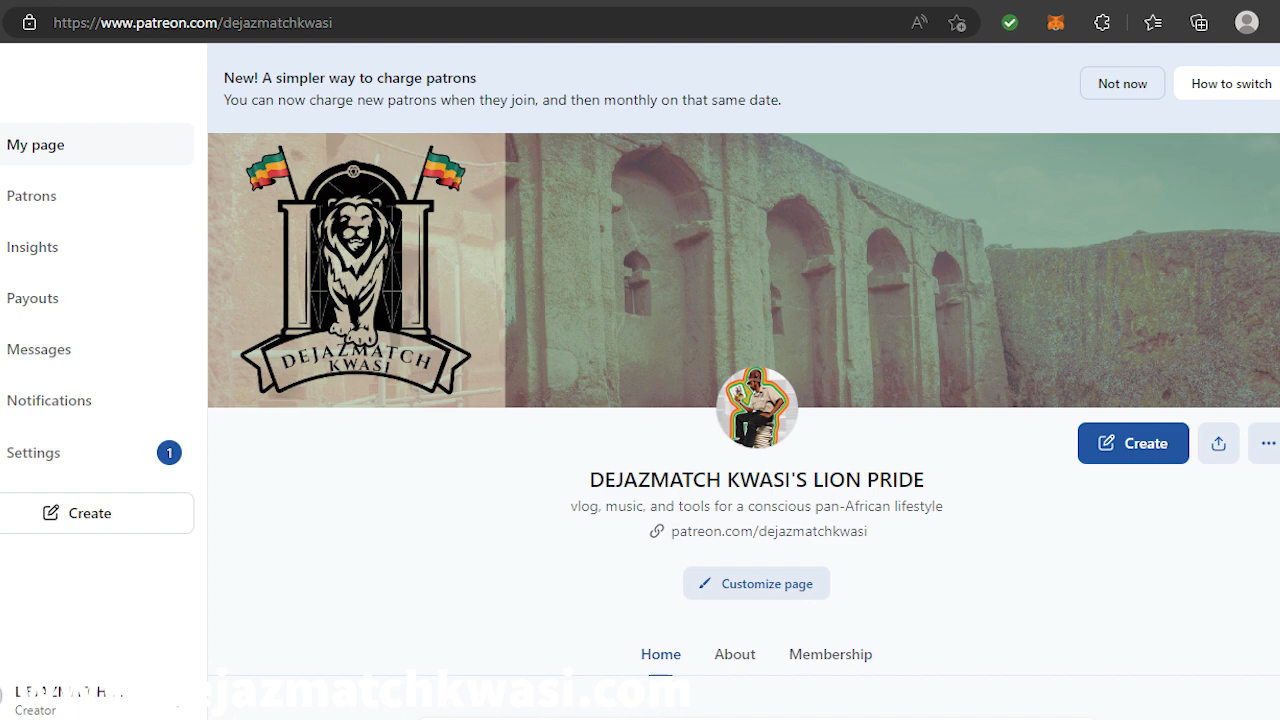 https://www.patreon.com/dejazmatchkwasi
New! A simpler way to charge patrons
You can now charge new patrons when they join, and then monthly on that same date.
Not now
How to switch
My page
Patrons
Insights
Payouts
Messages
Notifications
Settings
1
Create
DEJAZMATCH
KWASI
Create
DEJAZMATCH KWASI'S LION PRIDE
vlog, music, and tools for a conscious pan-African lifestyle
patreon.com/dejazmatchkwasi
Customize page
Home
About
Membership
ejazmatchkwasi.com
Creator